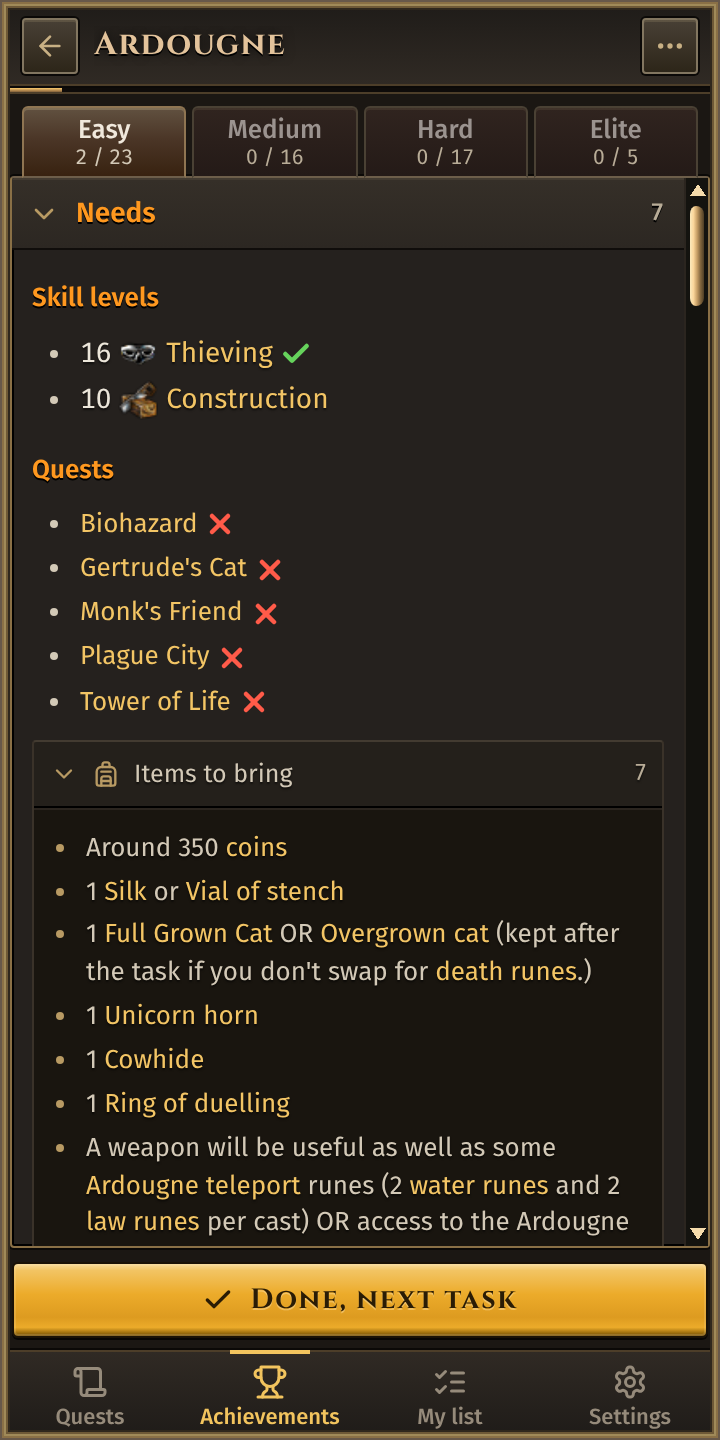 Ardougne
Easy
2 / 23
Medium
0 / 16
Hard
0 / 17
Elite
0 / 5
Needs 7
Skill levels
16 Thieving
10 Construction
Quests
Biohazard
Gertrude's Cat
Monk's Friend
Plague City
Tower of Life
Items to bring 7
Around 350 coins
1 Silk or Vial of stench
1 Full Grown Cat OR Overgrown cat (kept after
the task if you don't swap for death runes.)
1 Unicorn horn
1 Cowhide
1 Ring of duelling
A weapon will be useful as well as some
Ardougne teleport runes (2 water runes and 2
law runes per cast) OR access to the Ardougne
Done, next task
Quests
Achievements
My list
Settings